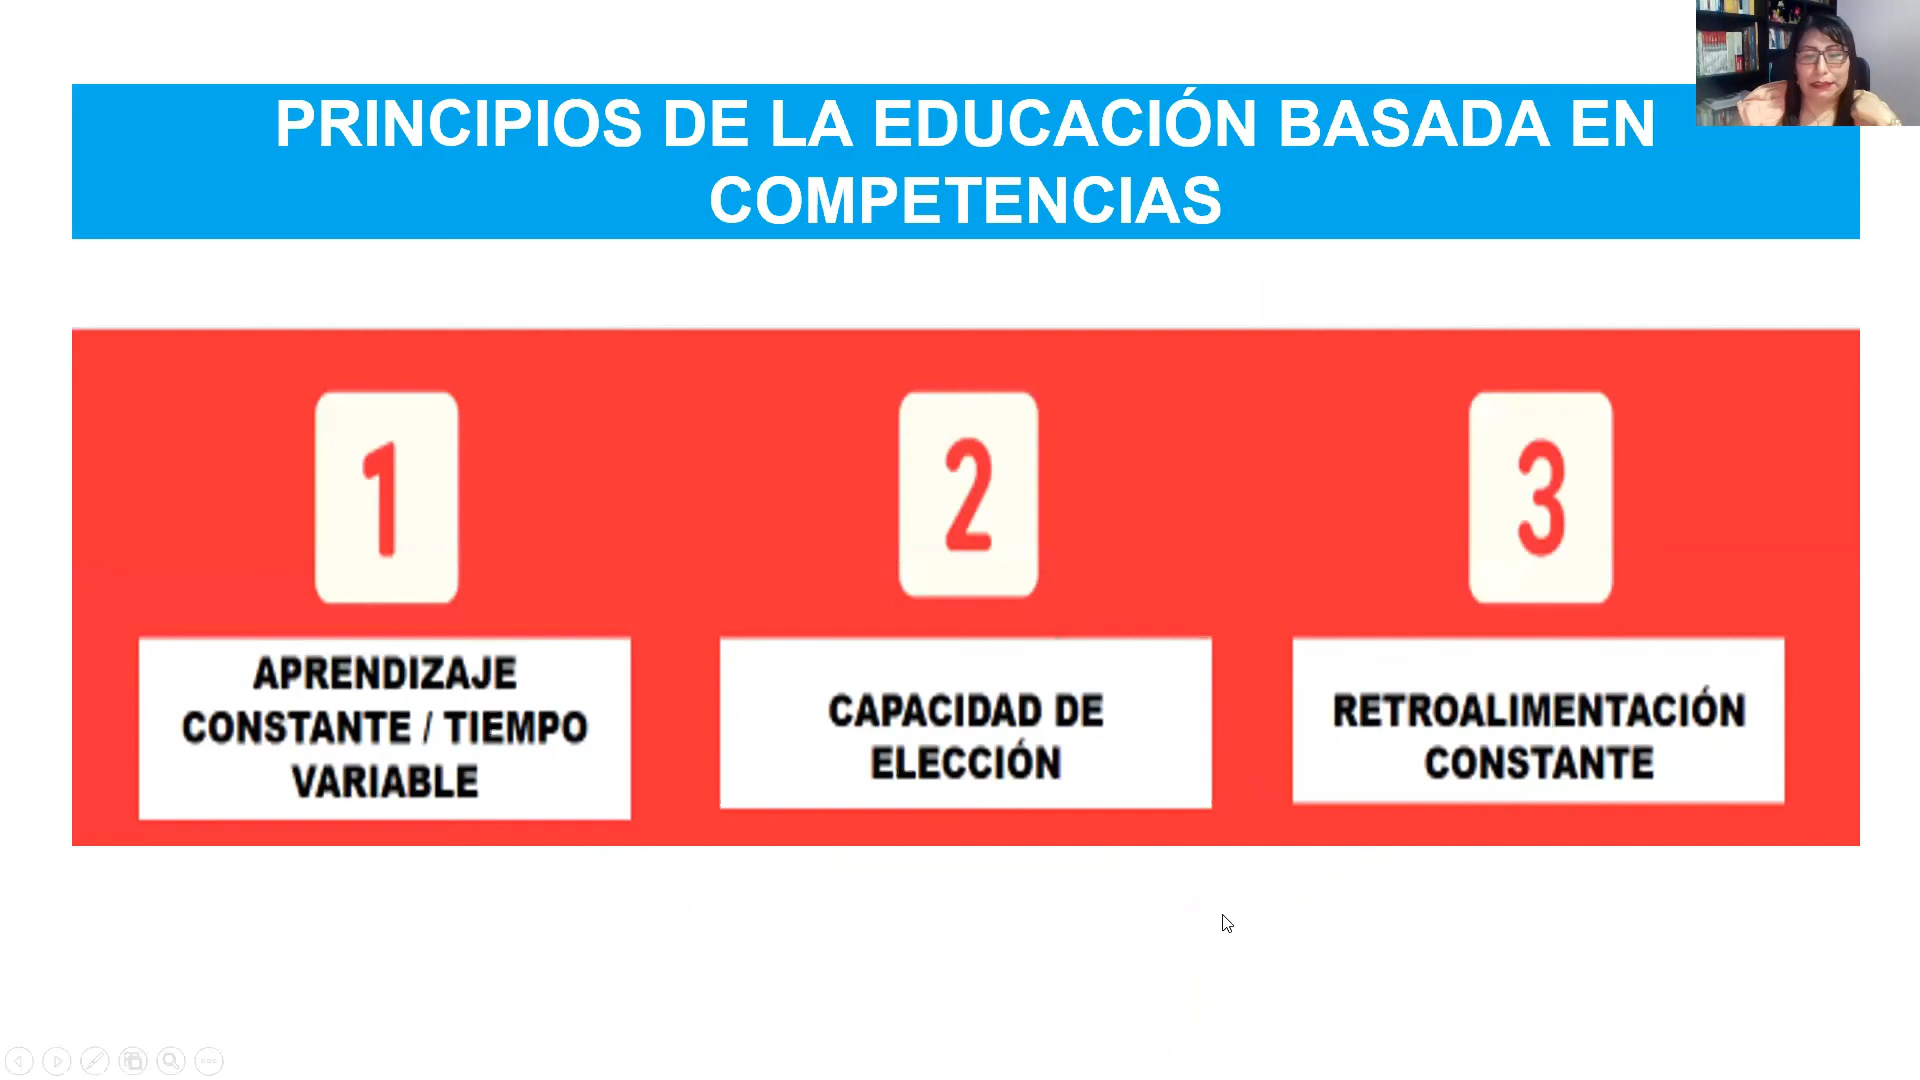 PRINCIPIOS DE LA EDUCACIÓN BASADA EN
COMPETENCIAS
1
2
3
APRENDIZAJE
CONSTANTE / TIEMPO
VARIABLE
CAPACIDAD DE
ELECCIÓN
RETROALIMENTACIÓN
CONSTANTE